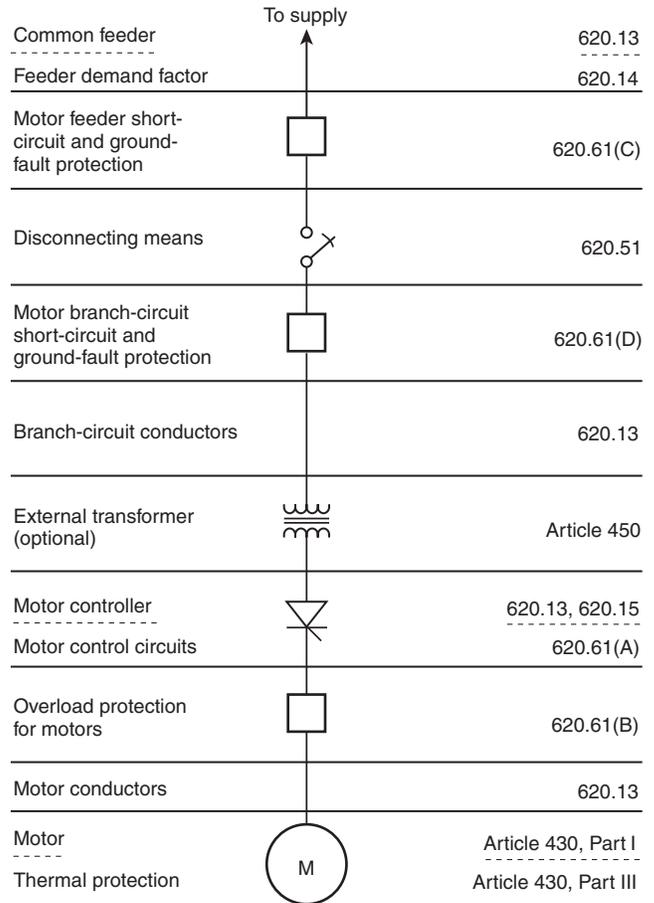 To supply
Common feeder 620.13
Feeder demand factor 620.14
Motor feeder short-
circuit and ground-
fault protection 620.61(C)
Disconnecting means 620.51
Motor branch-circuit
short-circuit and
ground-fault protection 620.61(D)
Branch-circuit conductors 620.13
External transformer
(optional) Article 450
Motor controller 620.13, 620.15
Motor control circuits 620.61(A)
Overload protection
for motors 620.61(B)
Motor conductors 620.13
Motor Article 430, Part I
M
Thermal protection Article 430, Part III